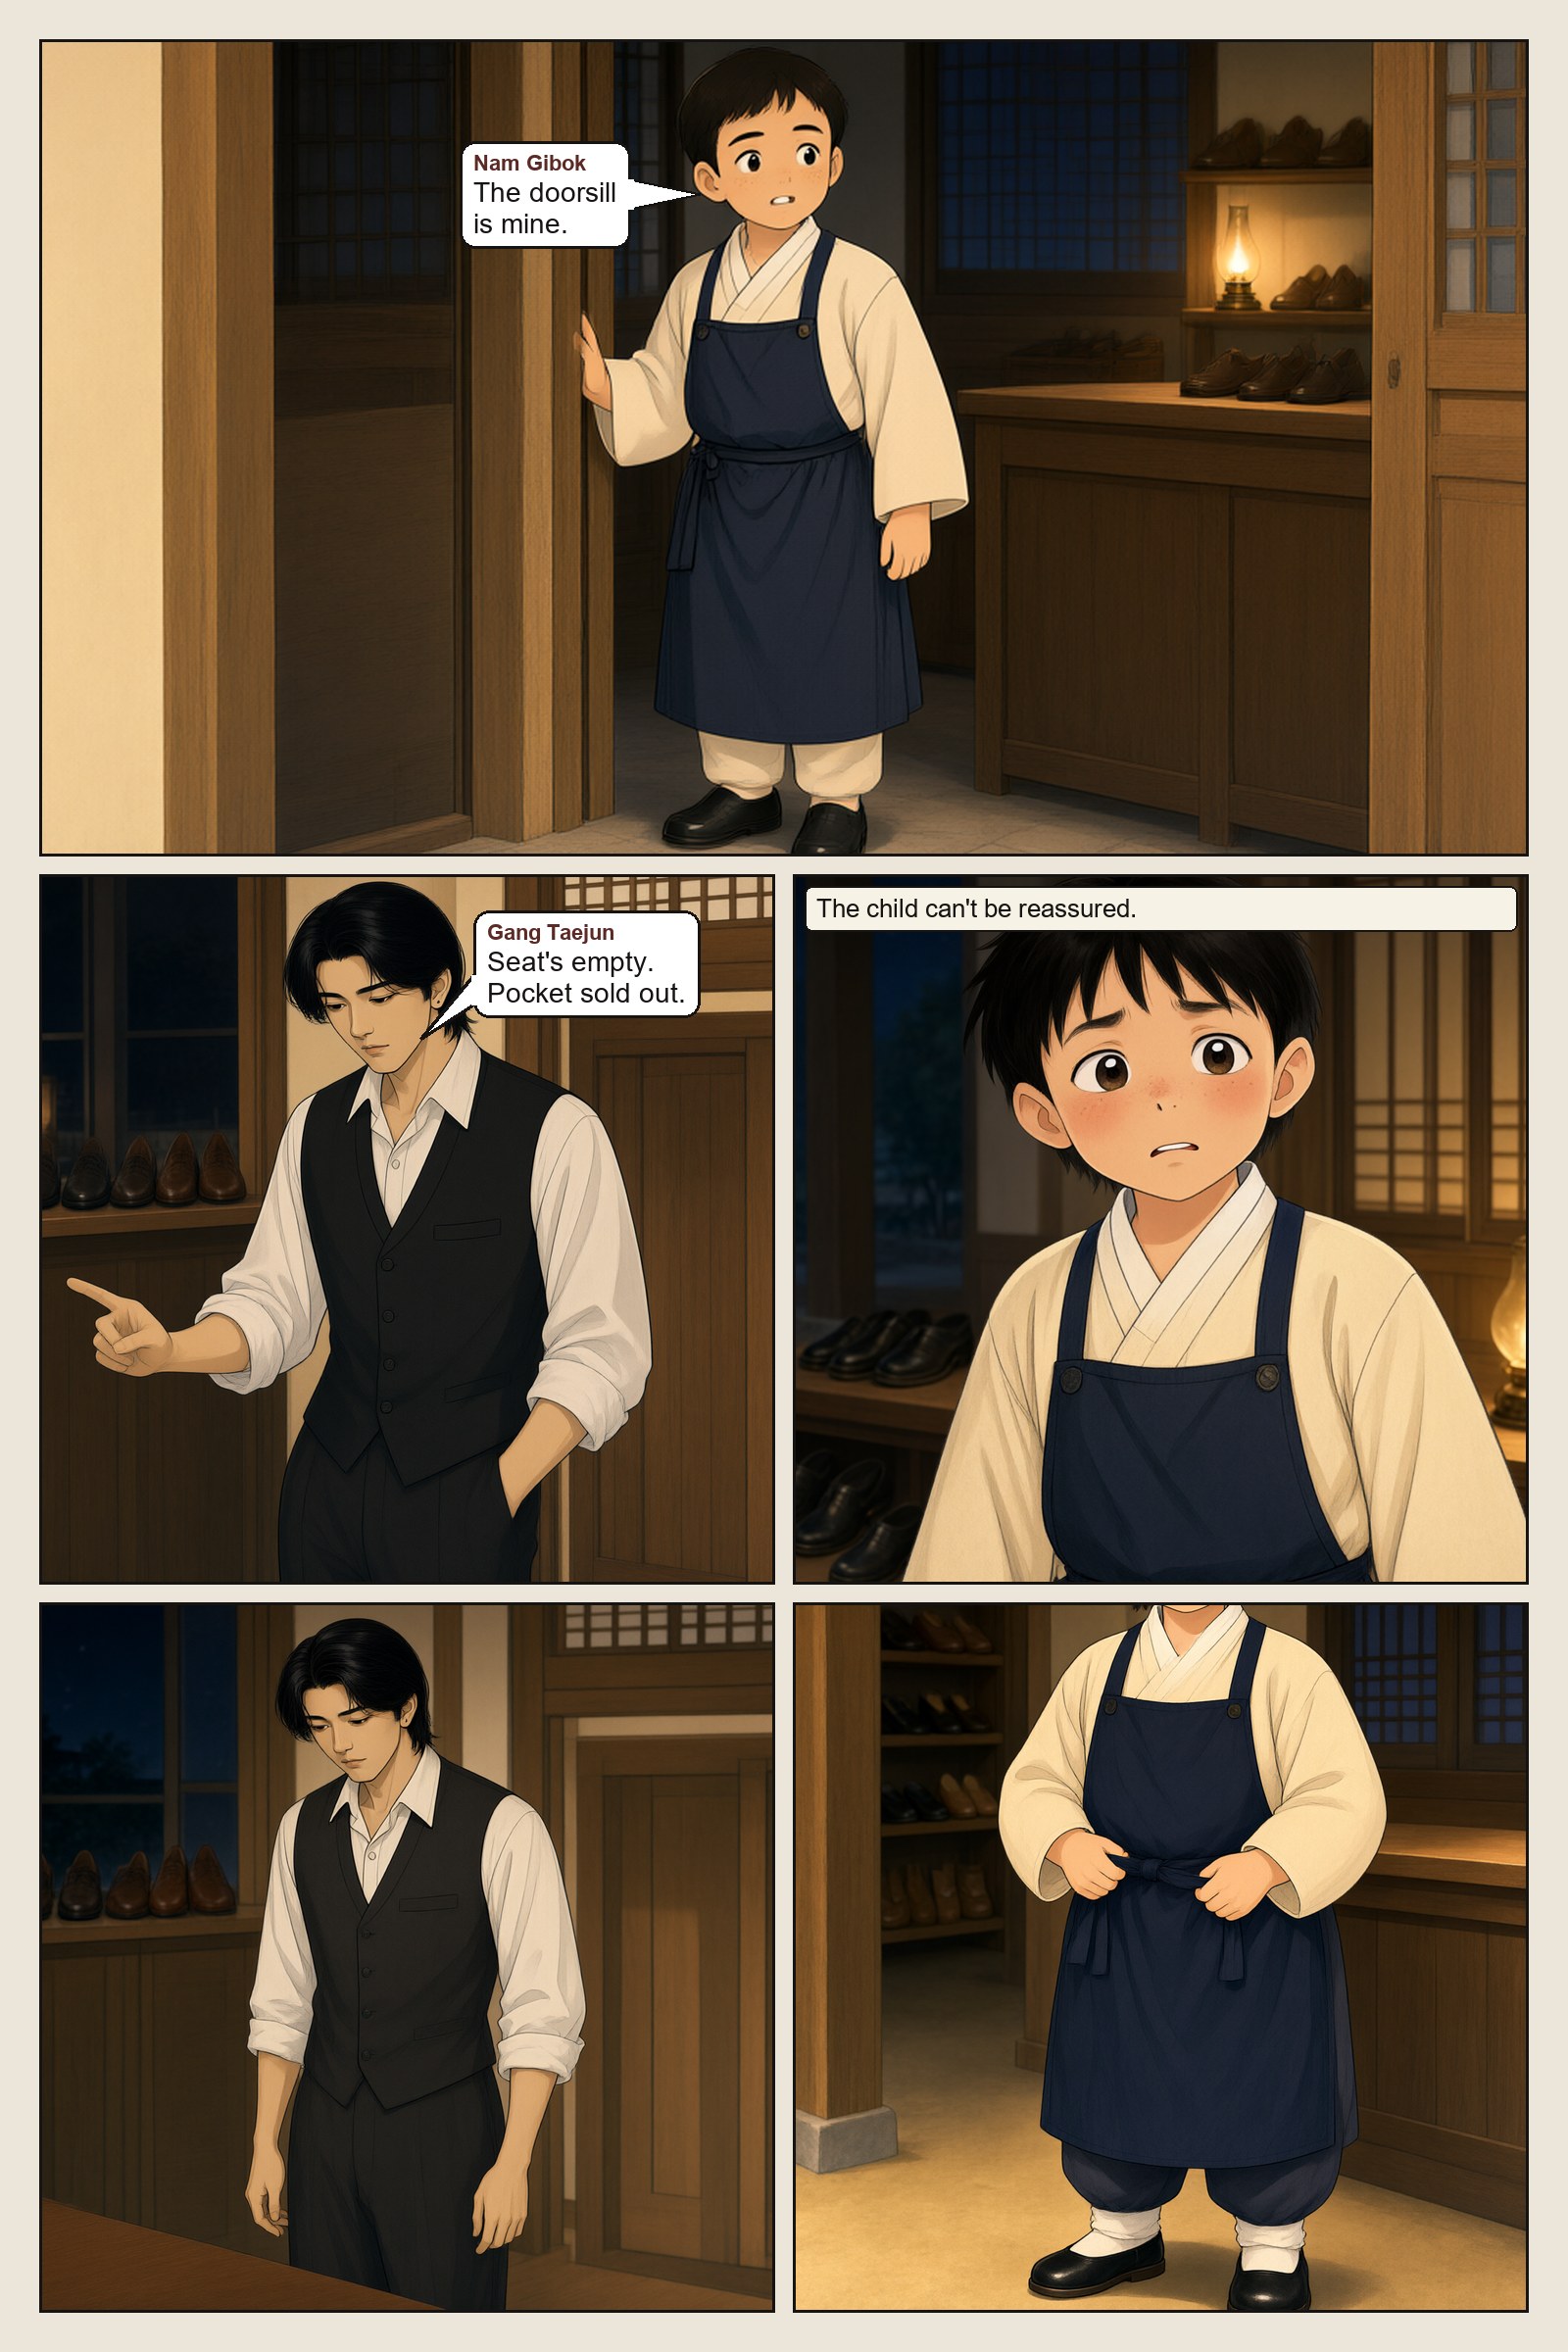 Nam Gibok
The doorsill
is mine.
Gang Taejun
Seat's empty.
Pocket sold out.
The child can't be reassured.